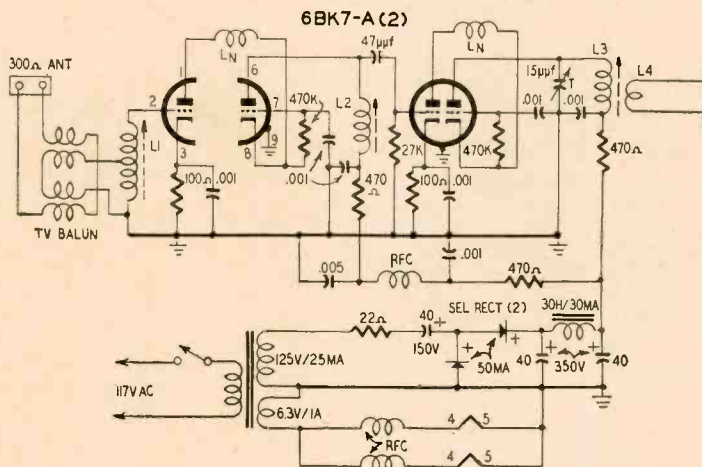 6BK7-A (2)
300Ω ANT
LN
47μμf
LN
15μμf
T
L3
L4
1
6
2
7
3
8
9
470K
L2
L1
100Ω
.001
.001
470
Ω
27K
100Ω
.001
470K
.001
.001
470Ω
TV BALUN
.005
RFC
.001
470Ω
SEL RECT (2)
30H/30MA
22Ω
40
+
150V
+
+
50MA
40
+
350V
+
40
117V AC
125V/25MA
6.3V/1A
4
5
RFC
4
5